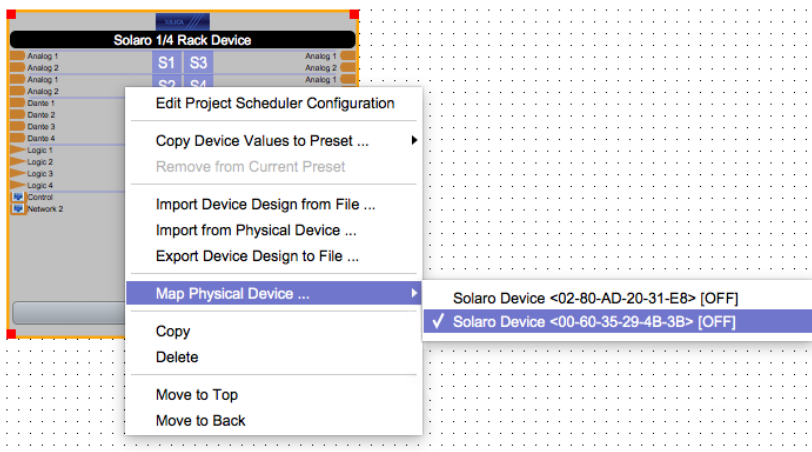 Solaro 1/4 Rack Device
Analog 1 S1 S3 Analog 1
Analog 2 Analog 2
Analog 1 S2 S4 Analog 1
Analog 2
Dante 1
Dante 2
Dante 3
Dante 4
Logic 1
Logic 2
Logic 3
Logic 4
Control
Network 2
Edit Project Scheduler Configuration
Copy Device Values to Preset ...
Remove from Current Preset
Import Device Design from File ...
Import from Physical Device ...
Export Device Design to File ...
Map Physical Device ...
Solaro Device <02-80-AD-20-31-E8> [OFF]
✓ Solaro Device <00-60-35-29-4B-3B> [OFF]
Copy
Delete
Move to Top
Move to Back